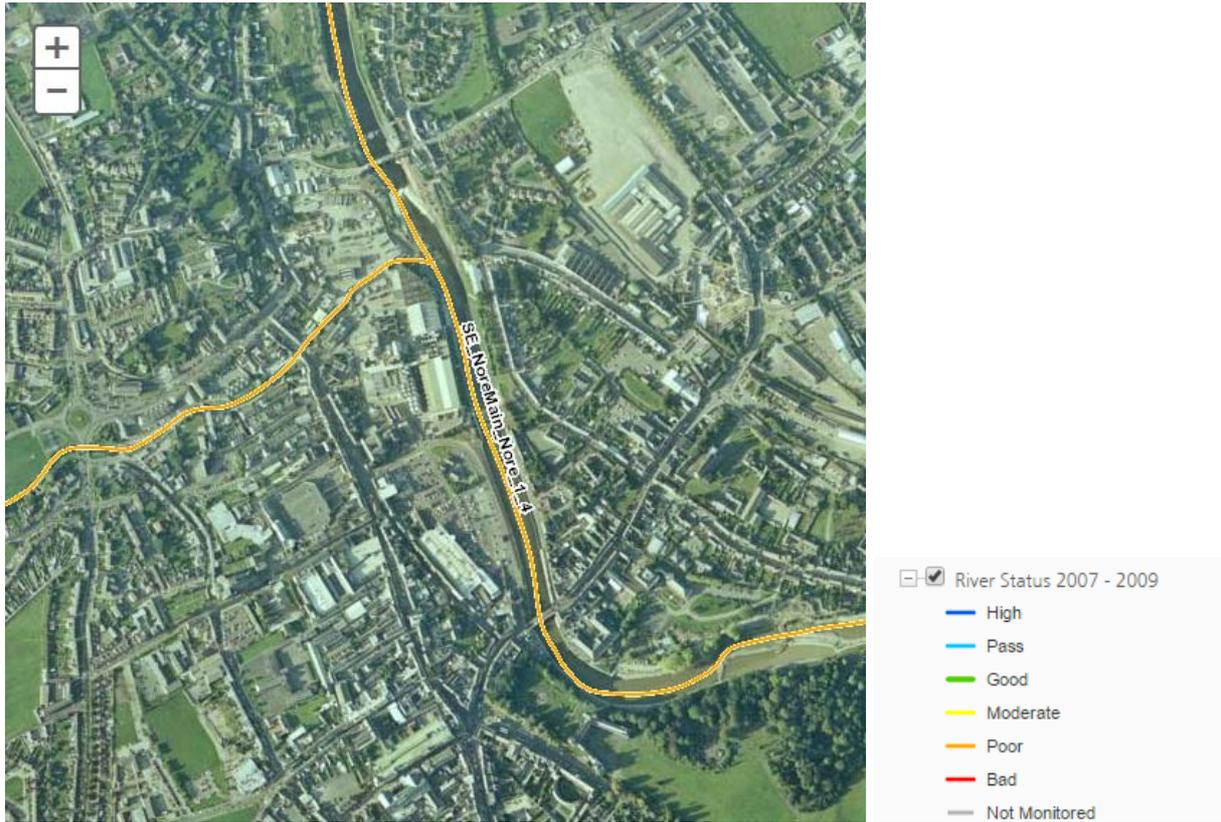 +
−
SE_NoreMain_Nore_1_4
River Status 2007 - 2009
High
Pass
Good
Moderate
Poor
Bad
Not Monitored